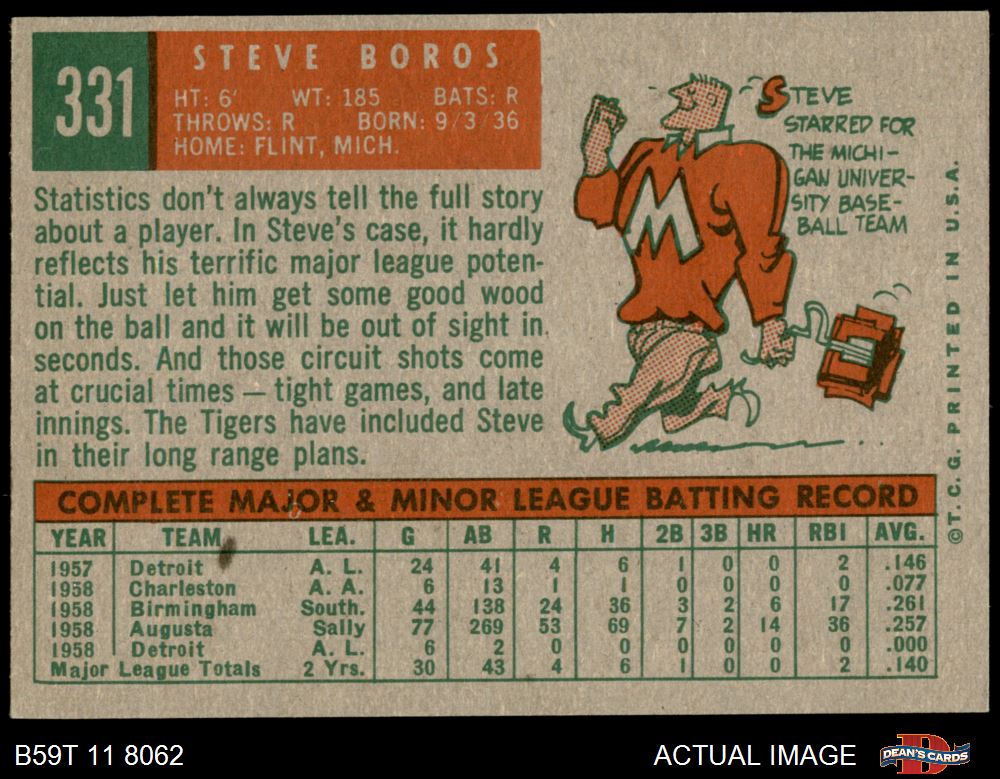 331
STEVE BOROS
HT: 6' WT: 185 BATS: R
THROWS: R BORN: 9/3/36
HOME: FLINT, MICH.
Statistics don't always tell the full story
about a player. In Steve's case, it hardly
reflects his terrific major league poten-
tial. Just let him get some good wood
on the ball and it will be out of sight in
seconds. And those circuit shots come
at crucial times — tight games, and late
innings. The Tigers have included Steve
in their long range plans.
STEVE
STARRED FOR
THE MICHI-
GAN UNIVER-
SITY BASE-
BALL TEAM
M
©T.C.G. PRINTED IN U.S.A.
COMPLETE MAJOR & MINOR LEAGUE BATTING RECORD
YEAR TEAM LEA. G AB R H 2B 3B HR RBI AVG.
1957 Detroit A. L. 24 41 4 6 1 0 0 2 .146
1958 Charleston A. A. 6 13 1 1 0 0 0 0 .077
1958 Birmingham South. 44 138 24 36 3 2 6 17 .261
1958 Augusta Sally 77 269 53 69 7 2 14 36 .257
1958 Detroit A. L. 6 2 0 0 0 0 0 0 .000
Major League Totals 2 Yrs. 30 43 4 6 1 0 0 2 .140
B59T 11 8062
ACTUAL IMAGE
D
DEAN'S CARDS